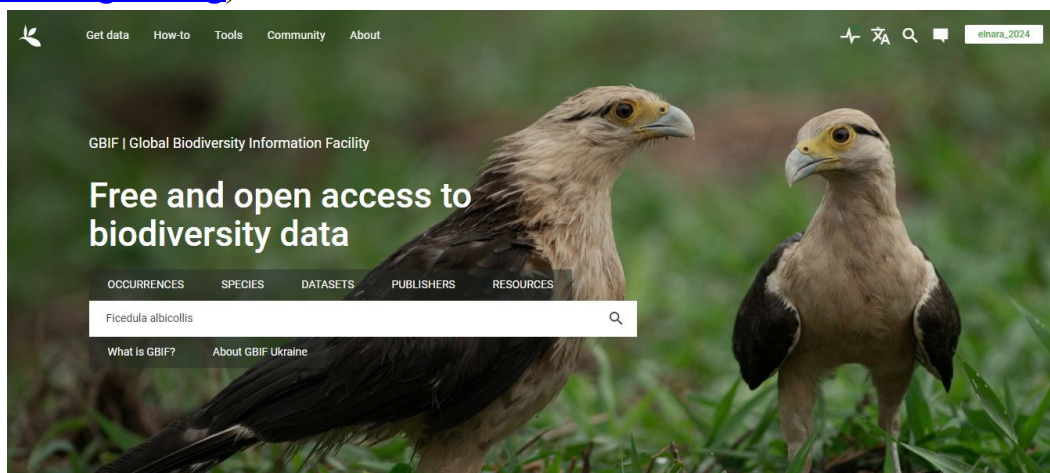 Get data How-to Tools Community About elnara_2024
GBIF | Global Biodiversity Information Facility
Free and open access to
biodiversity data
OCCURRENCES SPECIES DATASETS PUBLISHERS RESOURCES
Ficedula albicollis
What is GBIF? About GBIF Ukraine